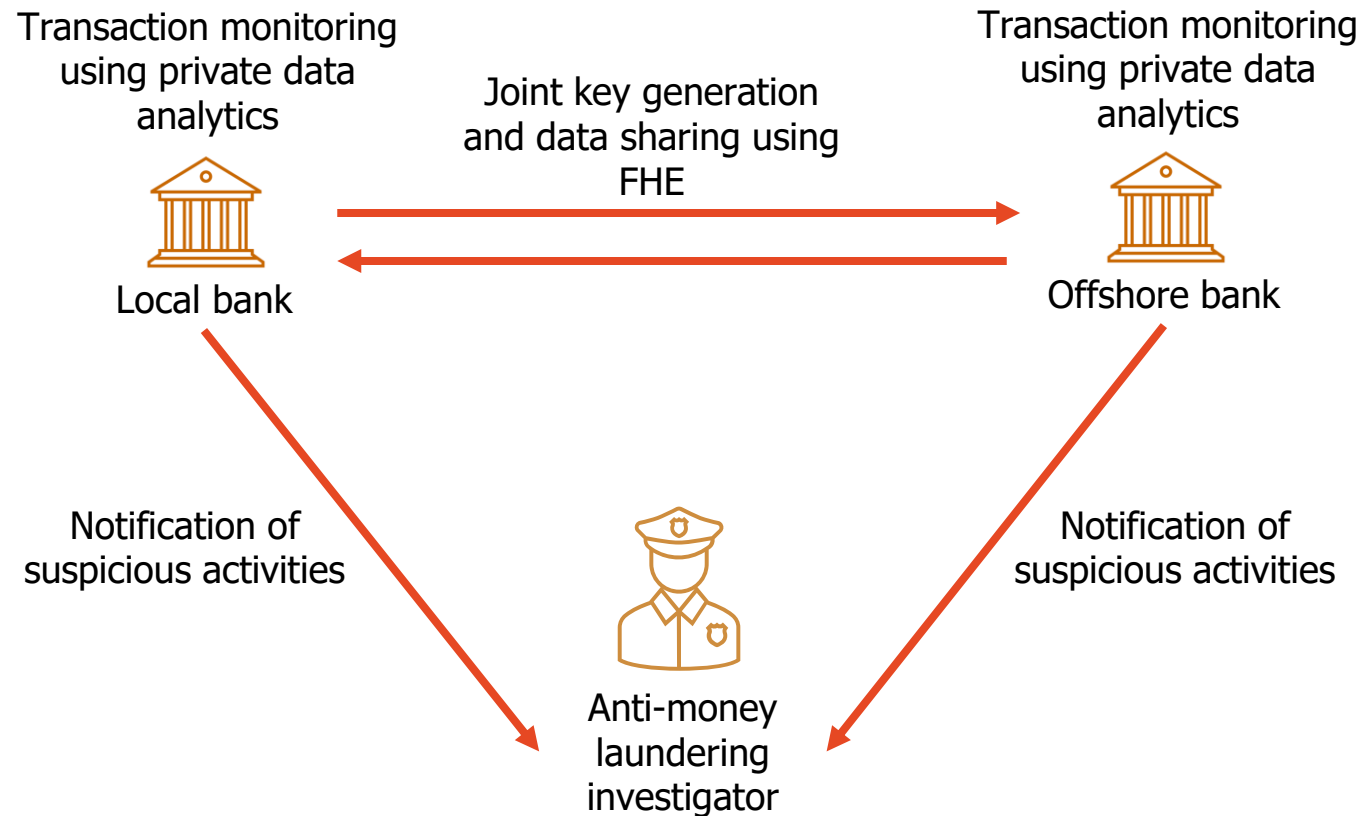 Transaction monitoring
using private data
analytics
Local bank
Joint key generation
and data sharing using
FHE
Transaction monitoring
using private data
analytics
Offshore bank
Notification of
suspicious activities
Notification of
suspicious activities
Anti-money
laundering
investigator